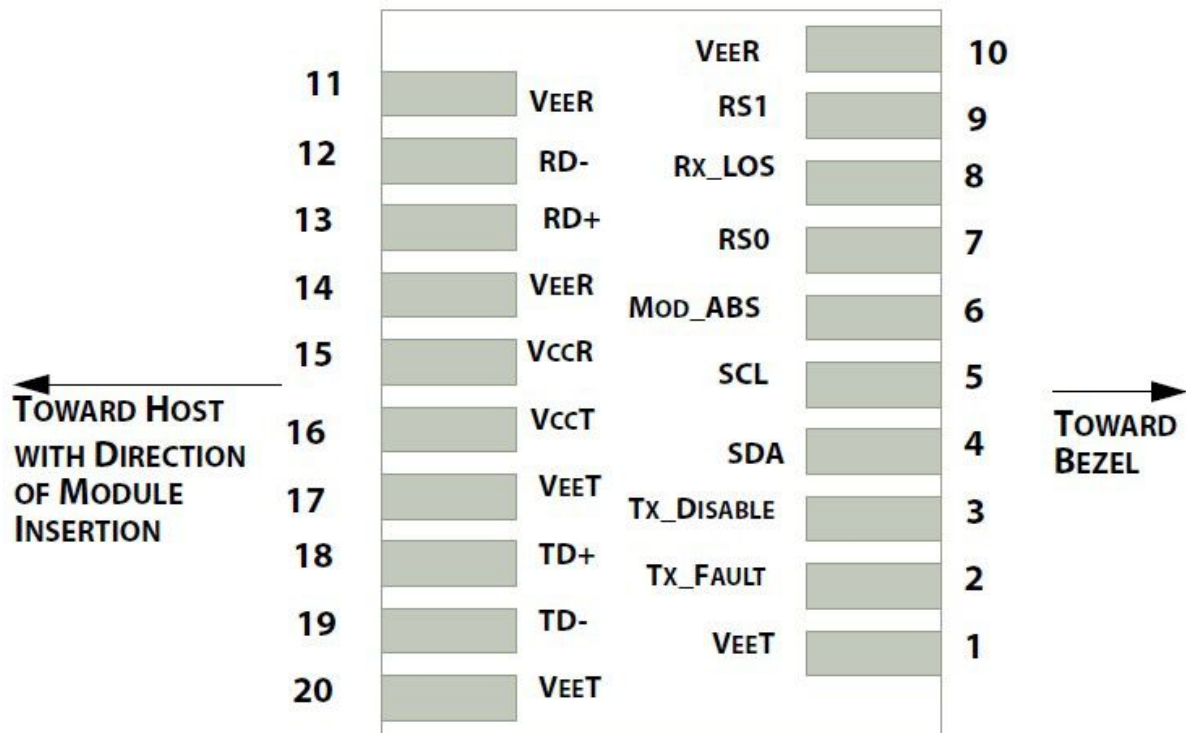 VEER 10
11 VEER
RS1 9
12 RD-
RX_LOS 8
13 RD+
RS0 7
14 VEER
MOD_ABS 6
15 VCCR
SCL 5
16 VCCT
SDA 4
17 VEET
TX_DISABLE 3
18 TD+
TX_FAULT 2
19 TD-
VEET 1
20 VEET
TOWARD HOST
WITH DIRECTION
OF MODULE
INSERTION
TOWARD
BEZEL